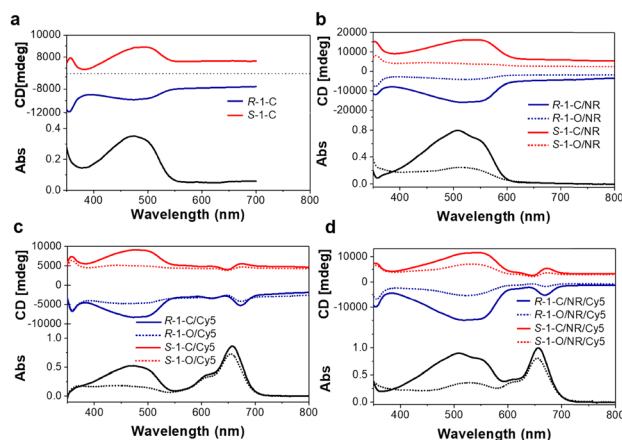 a
10000
6000
CD[mdeg]
-8000
-12000
R-1-C
S-1-C
0.4
Abs
0.2
0.0
400 500 600 700 800
Wavelength (nm)
b
20000
10000
0
CD [mdeg]
-10000
-20000
R-1-C/NR
R-1-O/NR
S-1-C/NR
S-1-O/NR
0.8
Abs
0.4
0.0
400 500 600 700 800
Wavelength (nm)
c
10000
5000
0
CD [mdeg]
-5000
-10000
R-1-C/Cy5
R-1-O/Cy5
S-1-C/Cy5
S-1-O/Cy5
1.0
Abs
0.5
0.0
400 500 600 700 800
Wavelength (nm)
d
10000
0
CD [mdeg]
-10000
R-1-C/NR/Cy5
R-1-O/NR/Cy5
S-1-C/NR/Cy5
S-1-O/NR/Cy5
1.0
Abs
0.5
0.0
400 500 600 700 800
Wavelength (nm)